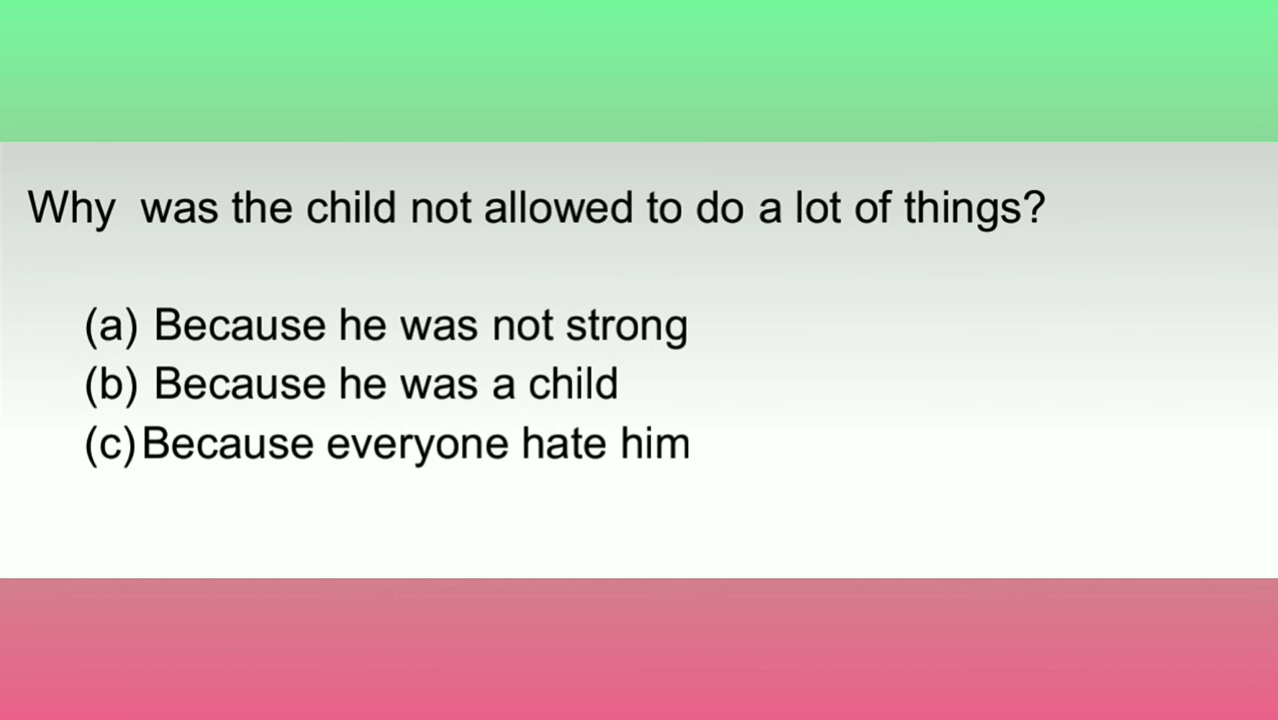 Why was the child not allowed to do a lot of things?
(a) Because he was not strong
(b) Because he was a child
(c) Because everyone hate him